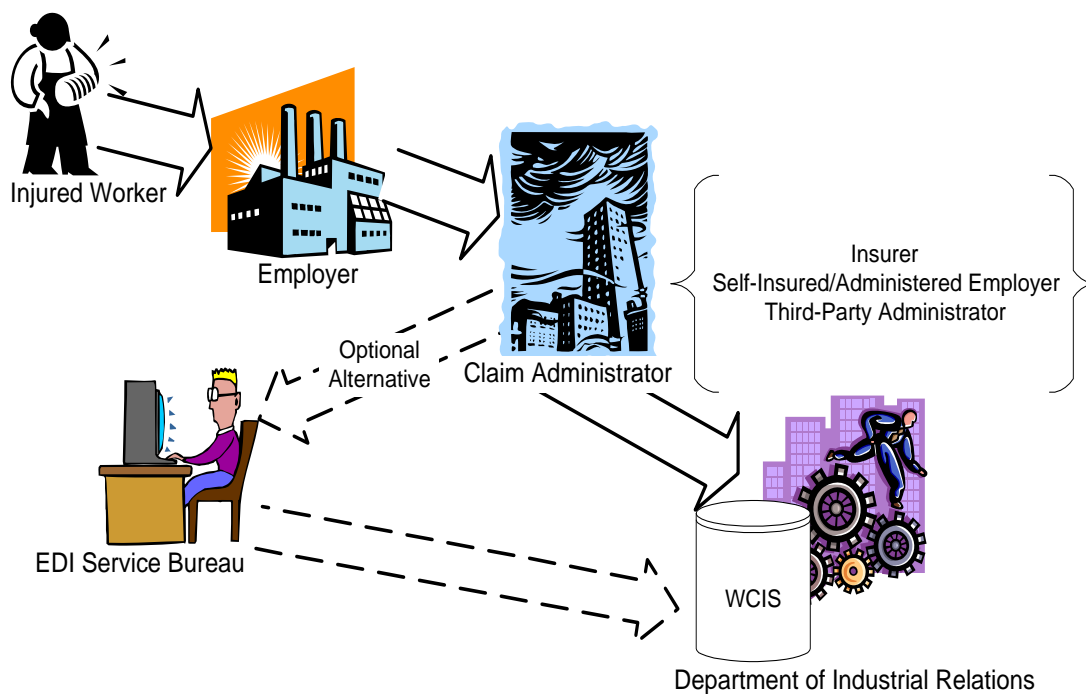 Injured Worker
Employer
Insurer
Self-Insured/Administered Employer
Third-Party Administrator
Optional
Alternative
Claim Administrator
EDI Service Bureau
WCIS
Department of Industrial Relations